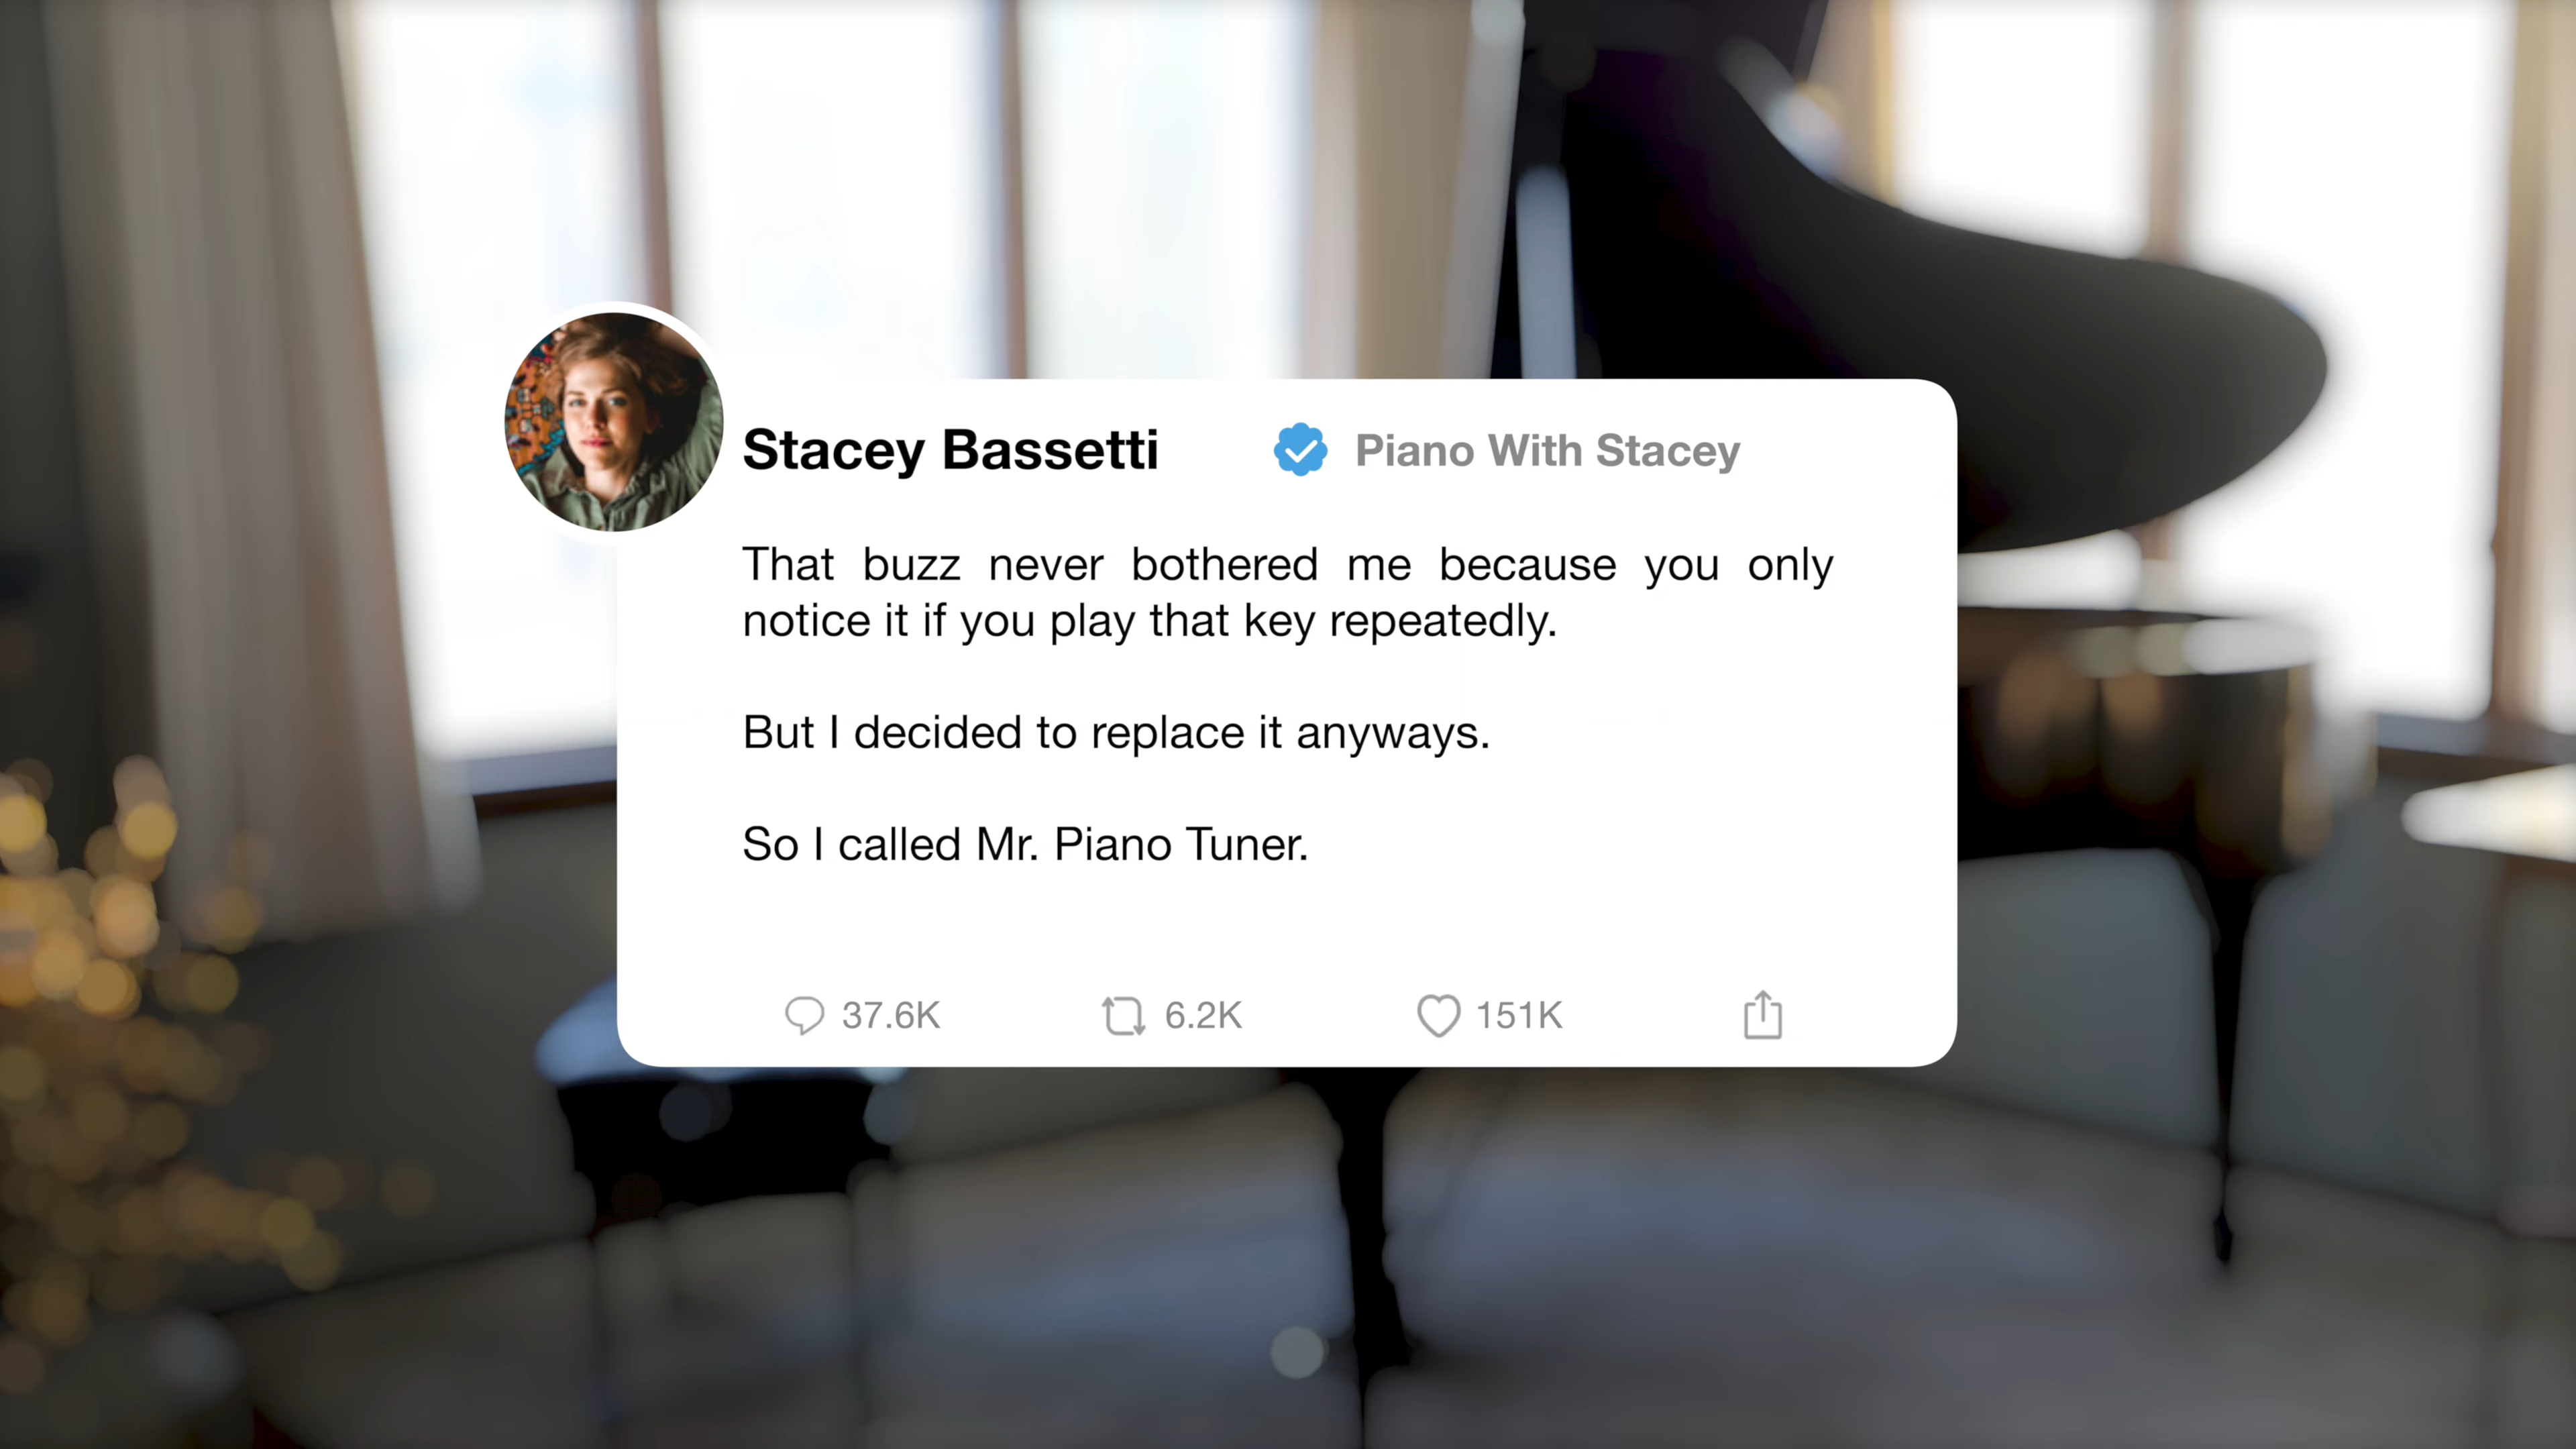 Stacey Bassetti Piano With Stacey
That buzz never bothered me because you only
notice it if you play that key repeatedly.
But I decided to replace it anyways.
So I called Mr. Piano Tuner.
37.6K 6.2K 151K